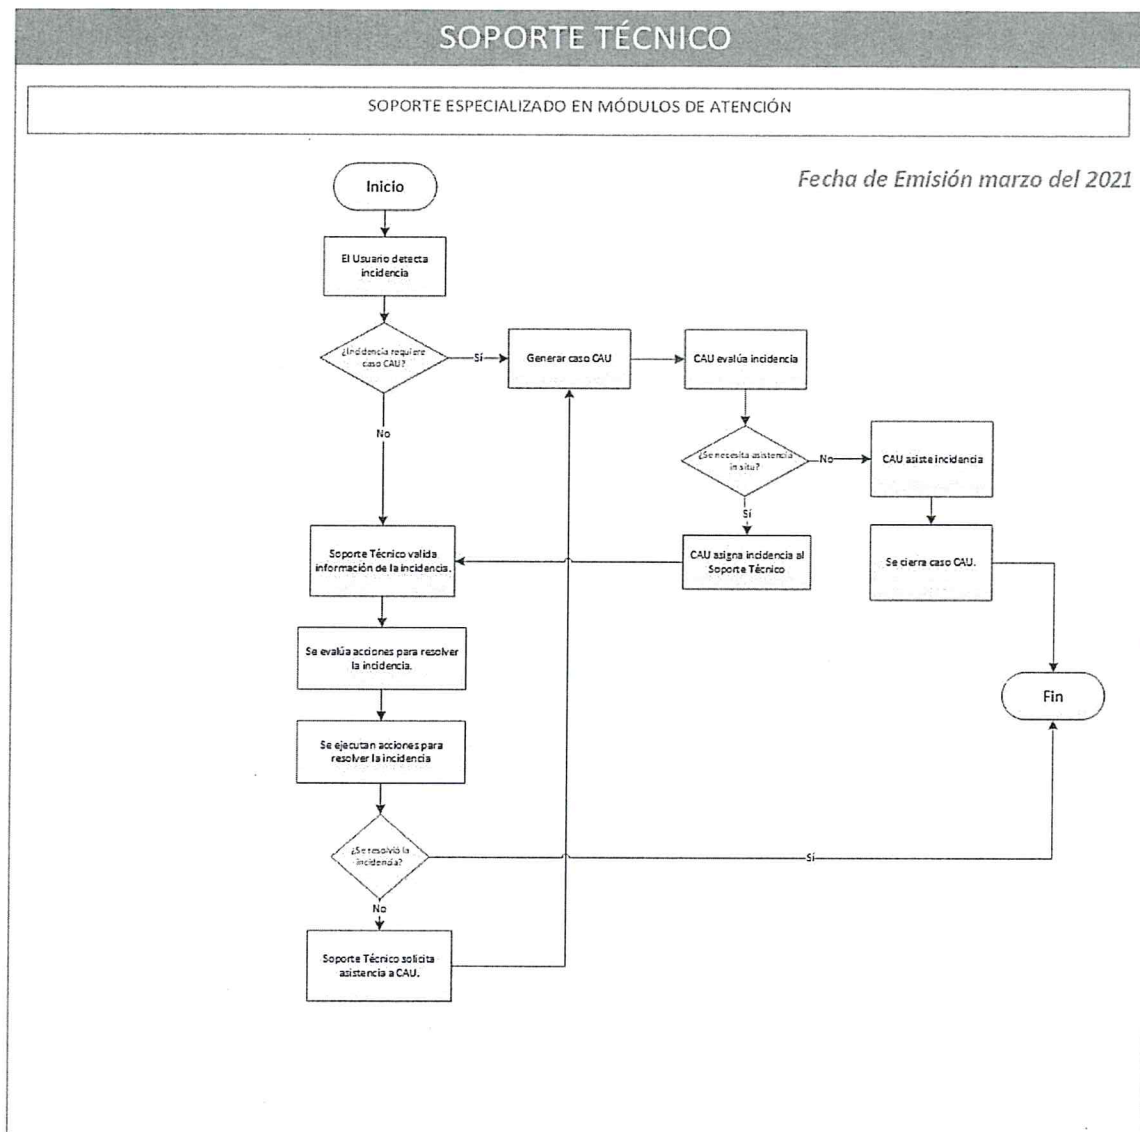 SOPORTE TÉCNICO
SOPORTE ESPECIALIZADO EN MÓDULOS DE ATENCIÓN
Fecha de Emisión marzo del 2021
Inicio
El Usuario detecta
incidencia
¿Incidencia requiere
caso CAU?
Sí
Generar caso CAU
CAU evalúa incidencia
No
¿Se necesita asistencia
in situ?
No
CAU asiste incidencia
Sí
Soporte Técnico valida
información de la incidencia.
CAU asigna incidencia al
Soporte Técnico
Se cierra caso CAU.
Se evalúa acciones para resolver
la incidencia.
Fin
Se ejecutan acciones para
resolver la incidencia
¿Se resolvió la
incidencia?
Sí
No
Soporte Técnico solicita
asistencia a CAU.